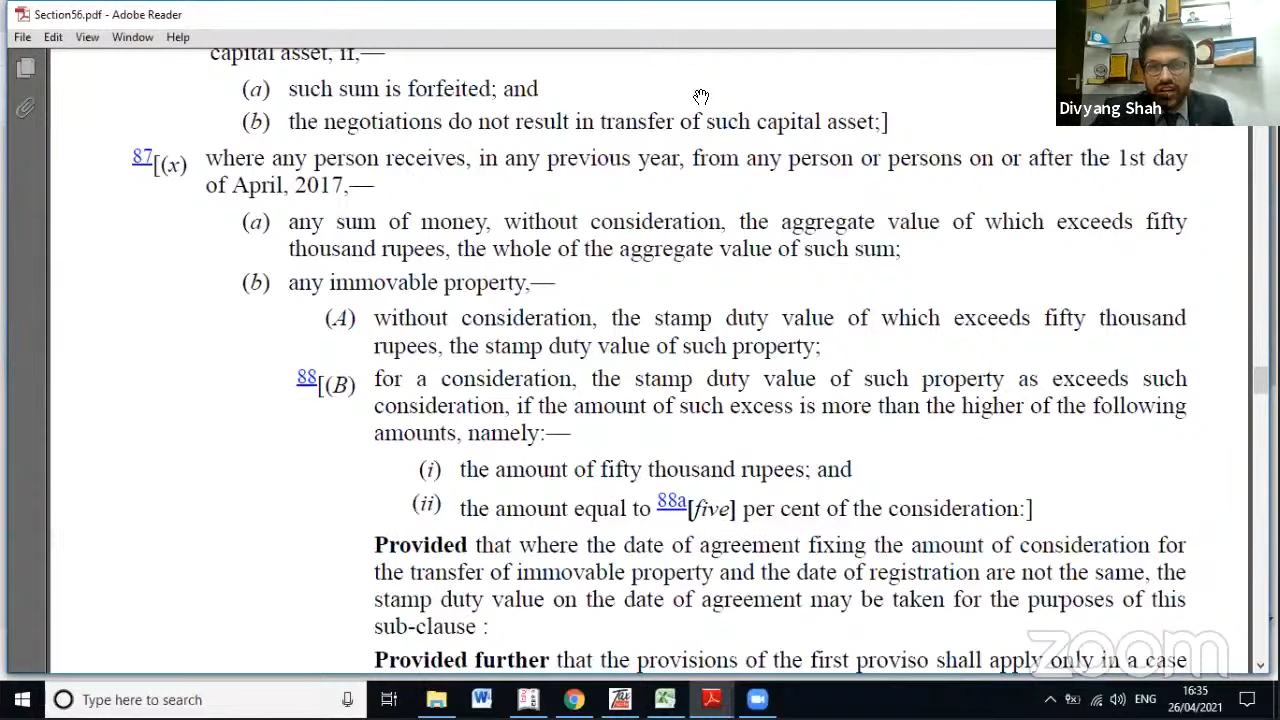 Section56.pdf - Adobe Reader
File Edit View Window Help
capital asset, if,—
(a) such sum is forfeited; and
(b) the negotiations do not result in transfer of such capital asset;]
Divyang Shah
87[(x) where any person receives, in any previous year, from any person or persons on or after the 1st day
of April, 2017,—
(a) any sum of money, without consideration, the aggregate value of which exceeds fifty
thousand rupees, the whole of the aggregate value of such sum;
(b) any immovable property,—
(A) without consideration, the stamp duty value of which exceeds fifty thousand
rupees, the stamp duty value of such property;
88[(B) for a consideration, the stamp duty value of such property as exceeds such
consideration, if the amount of such excess is more than the higher of the following
amounts, namely:—
(i) the amount of fifty thousand rupees; and
(ii) the amount equal to 88a[five] per cent of the consideration:]
Provided that where the date of agreement fixing the amount of consideration for
the transfer of immovable property and the date of registration are not the same, the
stamp duty value on the date of agreement may be taken for the purposes of this
sub-clause :
Provided further that the provisions of the first proviso shall apply only in a case
zoom
Type here to search
ENG
16:35
26/04/2021